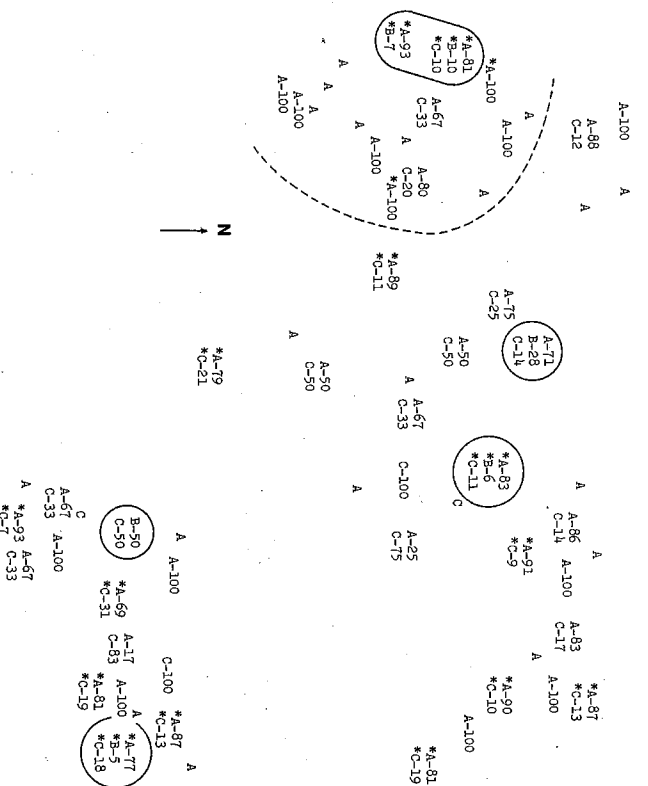 A-100
A
A
*A-87
*C-13
A-88
C-12
A
A
A-83
C-17
A-86
C-14
A-100
A-100
A-71
B-28
C-14
A
A
*A-91
*C-9
A-75
C-25
A-100
*A-90
*C-10
*A-83
*B-6
*C-11
*A-100
A
*A-81
*B-10
*C-10
A-100
A-50
C-50
C
A-67
C-33
*A-81
*C-19
A-80
C-20
A-67
C-33
A-25
C-75
A
A
*A-93
*B-7
C-100
*A-100
*A-89
*C-11
A-100
A
A
A
A
A-50
C-50
A
A-100
A
A-100
N
*A-79
*C-21
A
A
*A-87
*C-13
A-100
C-100
A
B-50
C-50
*A-77
*B-5
*C-18
A-17
C-83
A-100
*A-69
*C-31
*A-81
*C-19
C
A-67
C-33
A-100
A-67
C-33
A
*A-93
*C-7